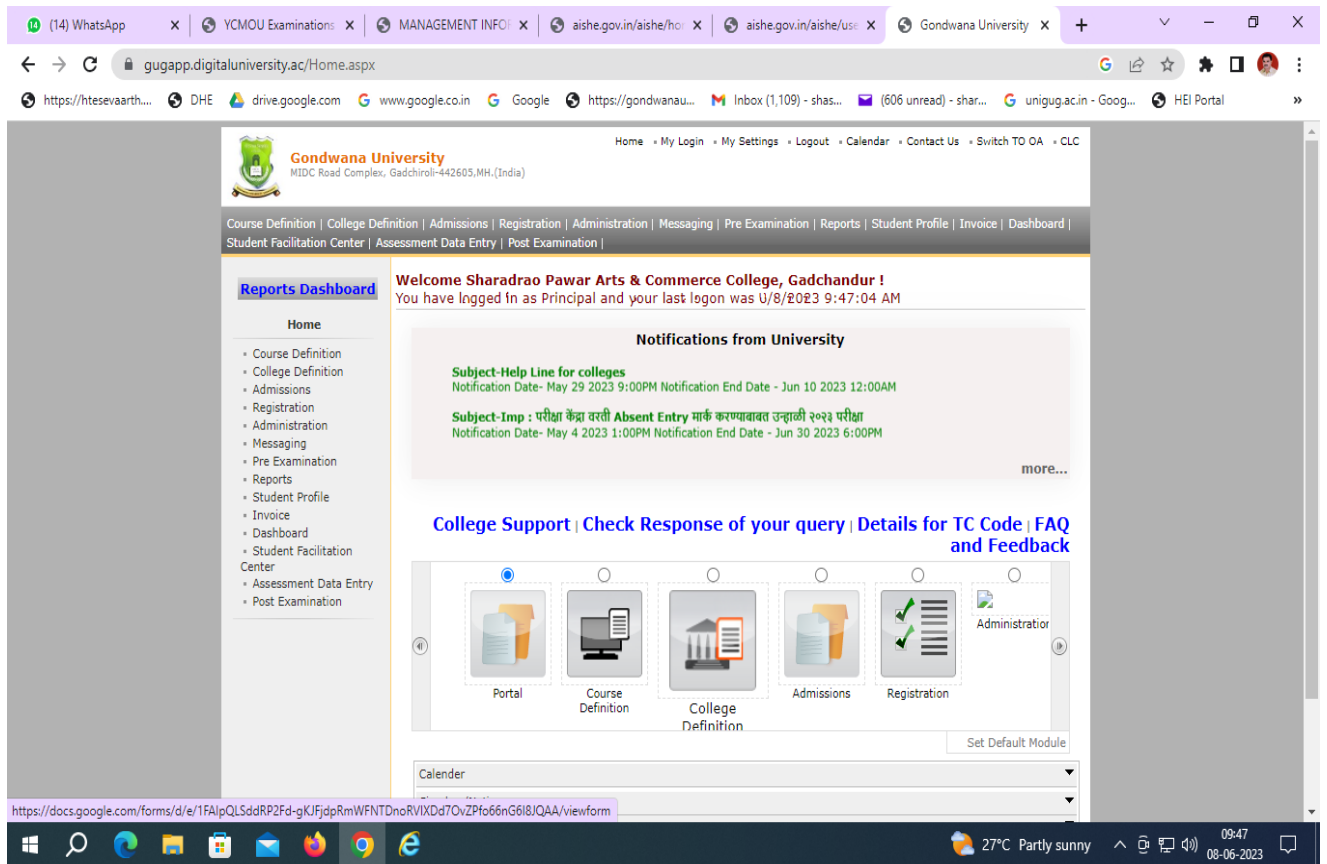 (14) WhatsApp
YCMOU Examinations
MANAGEMENT INFOR
aishe.gov.in/aishe/hor
aishe.gov.in/aishe/use
Gondwana University
gugapp.digitaluniversity.ac/Home.aspx
https://htesevaarth....
DHE
drive.google.com
www.google.co.in
Google
https://gondwanau...
Inbox (1,109) - shas...
(606 unread) - shar...
unigug.ac.in - Goog...
HEI Portal
»
Home My Login My Settings Logout Calendar Contact Us Switch TO OA CLC
Gondwana University
MIDC Road Complex, Gadchiroli-442605,MH.(India)
Course Definition | College Definition | Admissions | Registration | Administration | Messaging | Pre Examination | Reports | Student Profile | Invoice | Dashboard |
Student Facilitation Center | Assessment Data Entry | Post Examination |
Reports Dashboard
Home
Course Definition
College Definition
Admissions
Registration
Administration
Messaging
Pre Examination
Reports
Student Profile
Invoice
Dashboard
Student Facilitation
Center
Assessment Data Entry
Post Examination
Welcome Sharadrao Pawar Arts & Commerce College, Gadchandur !
You have logged in as Principal and your last logon was 6/8/2023 9:47:04 AM
Notifications from University
Subject-Help Line for colleges
Notification Date- May 29 2023 9:00PM Notification End Date - Jun 10 2023 12:00AM
Subject-Imp : परीक्षा केंद्रा वरती Absent Entry मार्क करण्याबाबत उन्हाळी २०२३ परीक्षा
Notification Date- May 4 2023 1:00PM Notification End Date - Jun 30 2023 6:00PM
more...
College Support | Check Response of your query | Details for TC Code | FAQ
and Feedback
Portal
Course
Definition
College
Definition
Admissions
Registration
Administration
Set Default Module
Calender
https://docs.google.com/forms/d/e/
27°C Partly sunny
09:47
08-06-2023